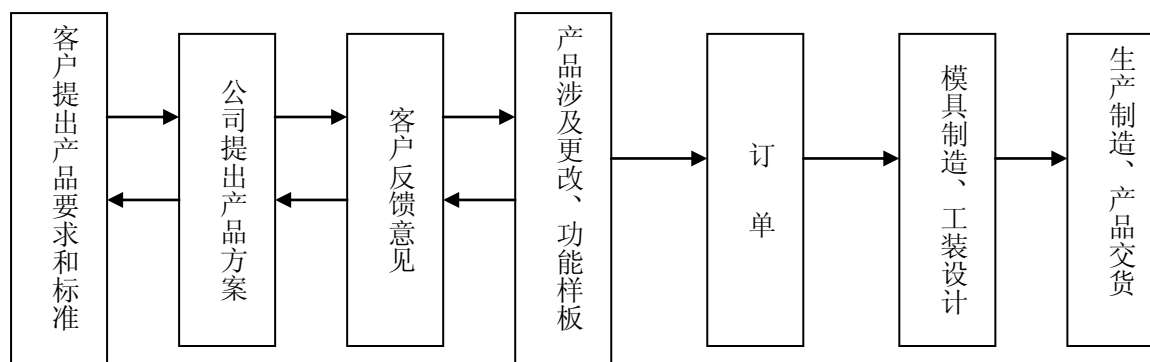 客户提出产品要求和标准
公司提出产品方案
客户反馈意见
产品涉及更改、功能样板
订单
模具制造、工装设计
生产制造、产品交货